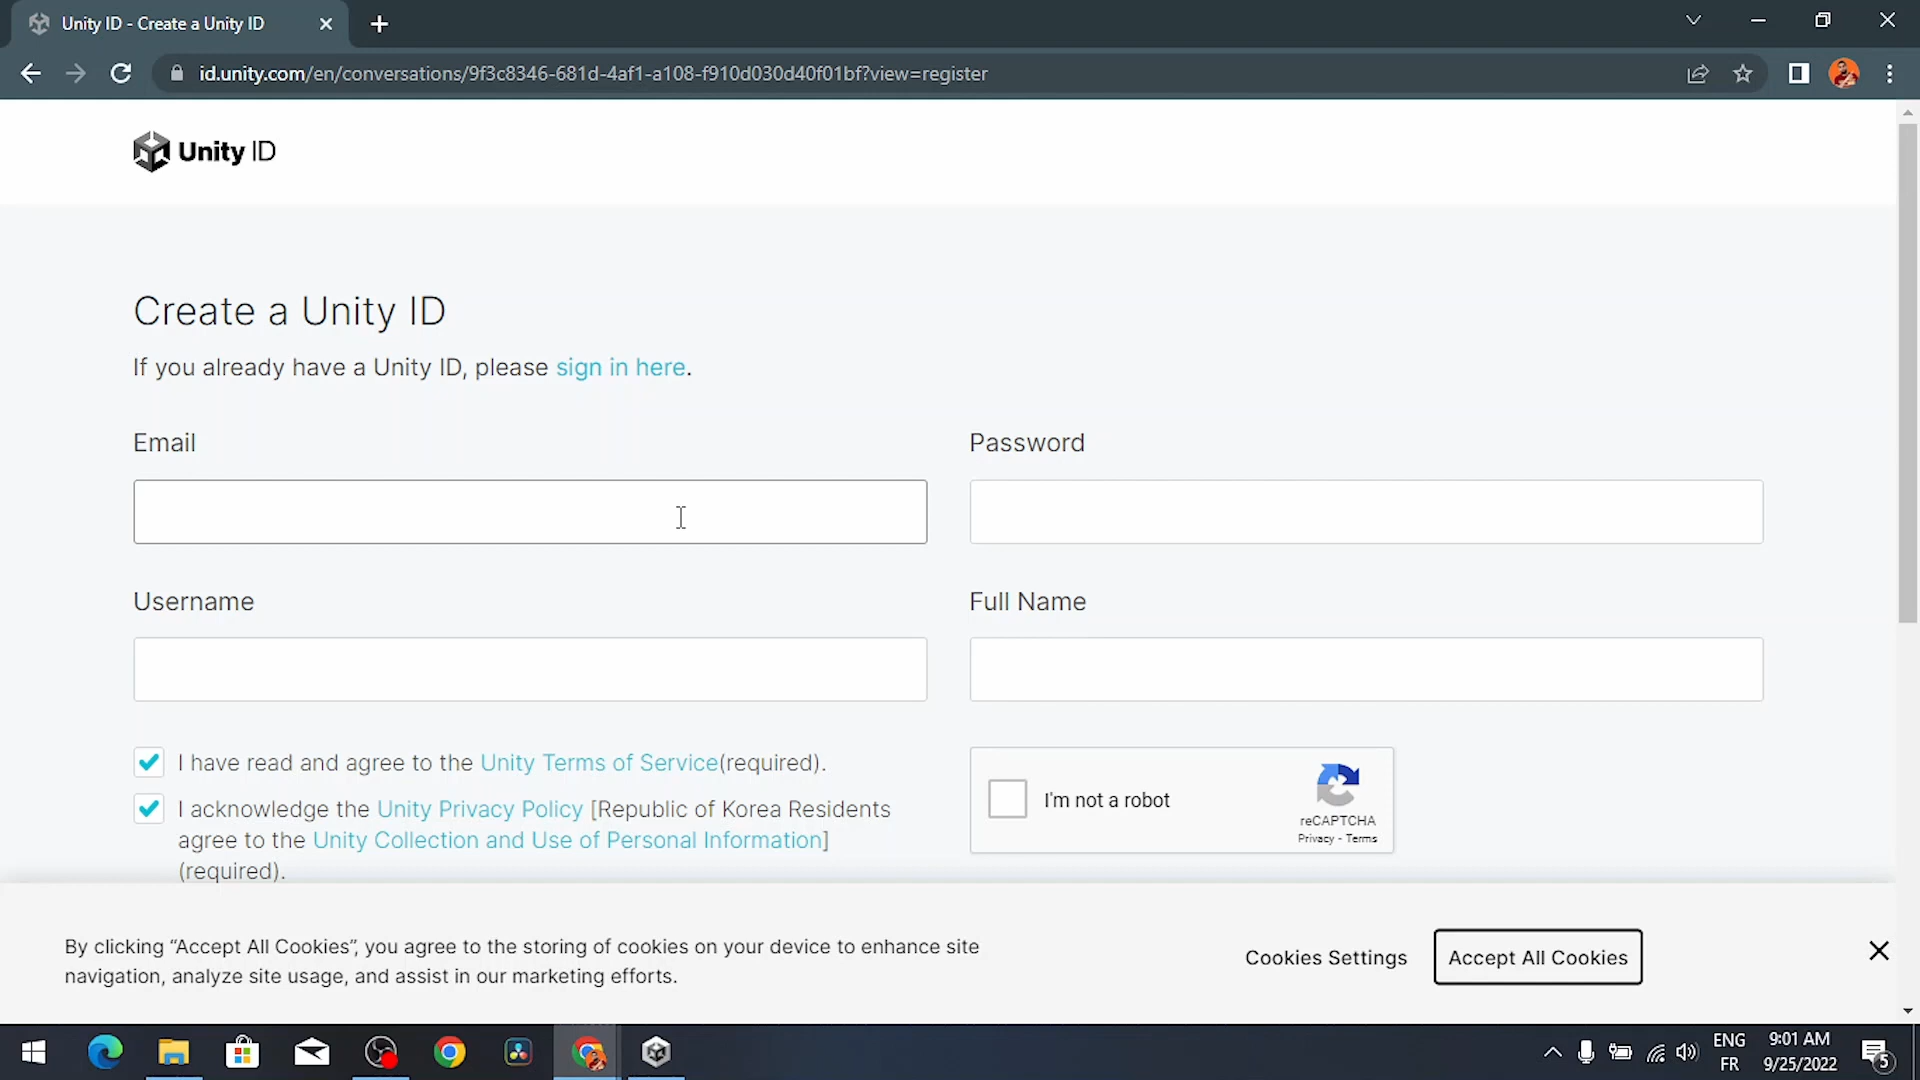 Unity ID - Create a Unity ID
id.unity.com/en/conversations/9f3c8346-681d-4af1-a108-f910d030d40f01bf?view=register
Unity ID
Create a Unity ID
If you already have a Unity ID, please sign in here.
Email
Password
Username
Full Name
I have read and agree to the Unity Terms of Service(required).
I acknowledge the Unity Privacy Policy [Republic of Korea Residents
agree to the Unity Collection and Use of Personal Information]
(required).
I'm not a robot
reCAPTCHA
Privacy - Terms
By clicking “Accept All Cookies”, you agree to the storing of cookies on your device to enhance site
navigation, analyze site usage, and assist in our marketing efforts.
Cookies Settings
Accept All Cookies
ENG
FR
9:01 AM
9/25/2022
5